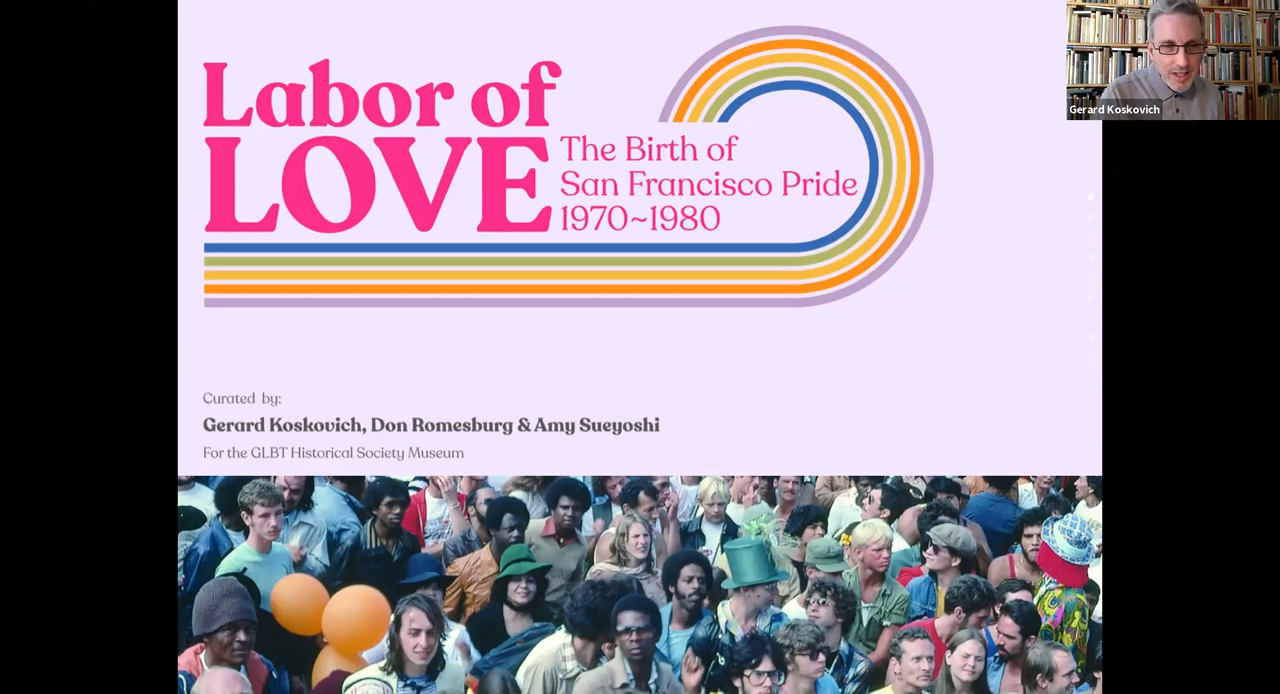 Labor of
LOVE
The Birth of
San Francisco Pride
1970~1980
Curated by:
Gerard Koskovich, Don Romesburg & Amy Sueyoshi
For the GLBT Historical Society Museum
Gerard Koskovich